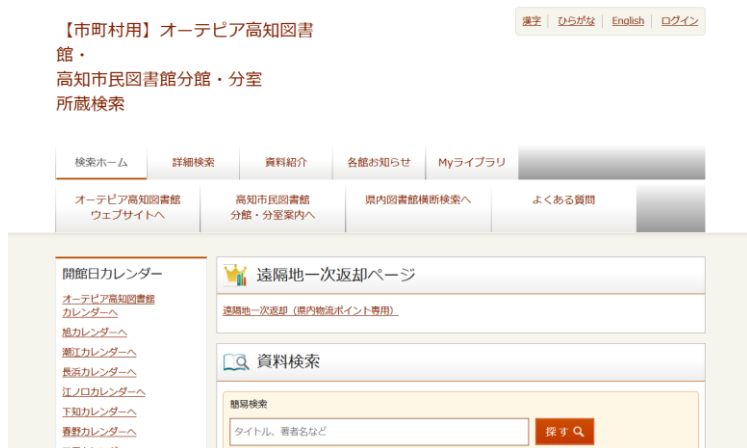 【市町村用】オーテピア高知図書
館・
高知市民図書館分館・分室
所蔵検索
漢字 ひらがな English ログイン
検索ホーム 詳細検索 資料紹介 各館お知らせ Myライブラリ
オーテピア高知図書館
ウェブサイトへ
高知市民図書館
分館・分室案内へ
県内図書館横断検索へ
よくある質問
開館日カレンダー
オーテピア高知図書館
カレンダーへ
旭カレンダーへ
潮江カレンダーへ
長浜カレンダーへ
江ノ口カレンダーへ
下知カレンダーへ
春野カレンダーへ
遠隔地一次返却ページ
遠隔地一次返却（県内物流ポイント専用）
資料検索
簡易検索
タイトル、著者名など
探す